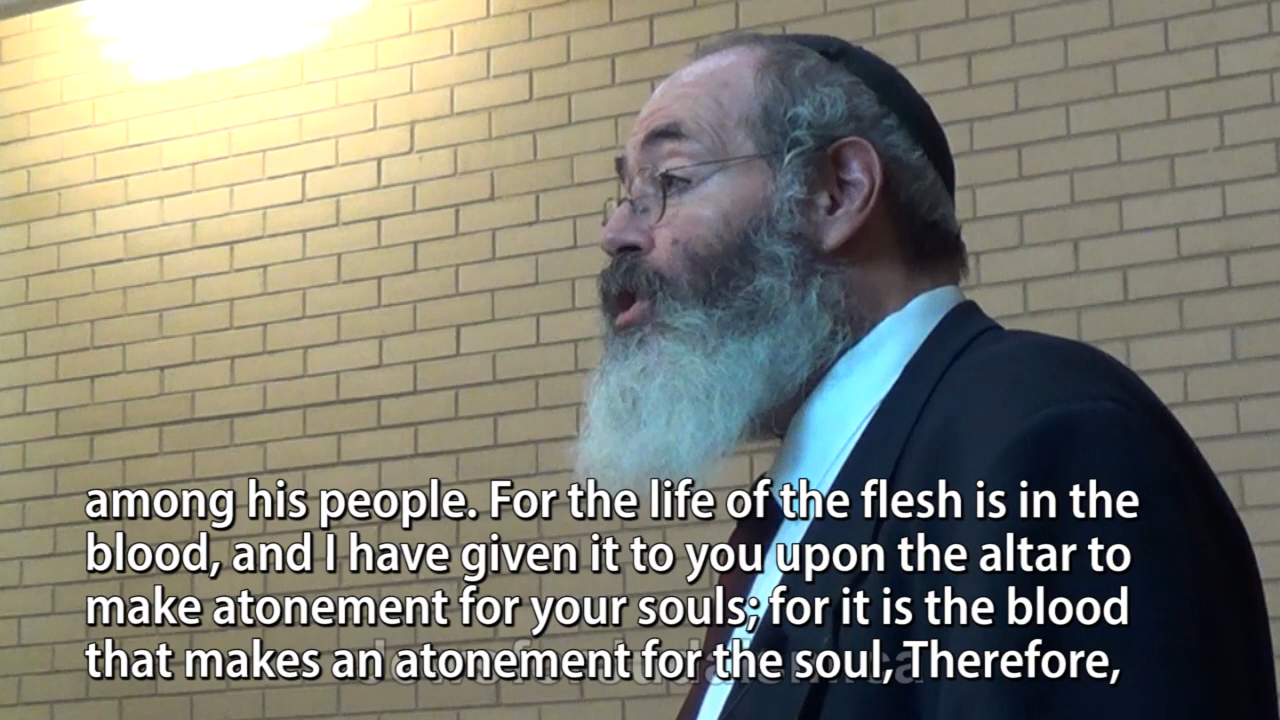 among his people. For the life of the flesh is in the
blood, and I have given it to you upon the altar to
make atonement for your souls; for it is the blood
that makes an atonement for the soul, Therefore,